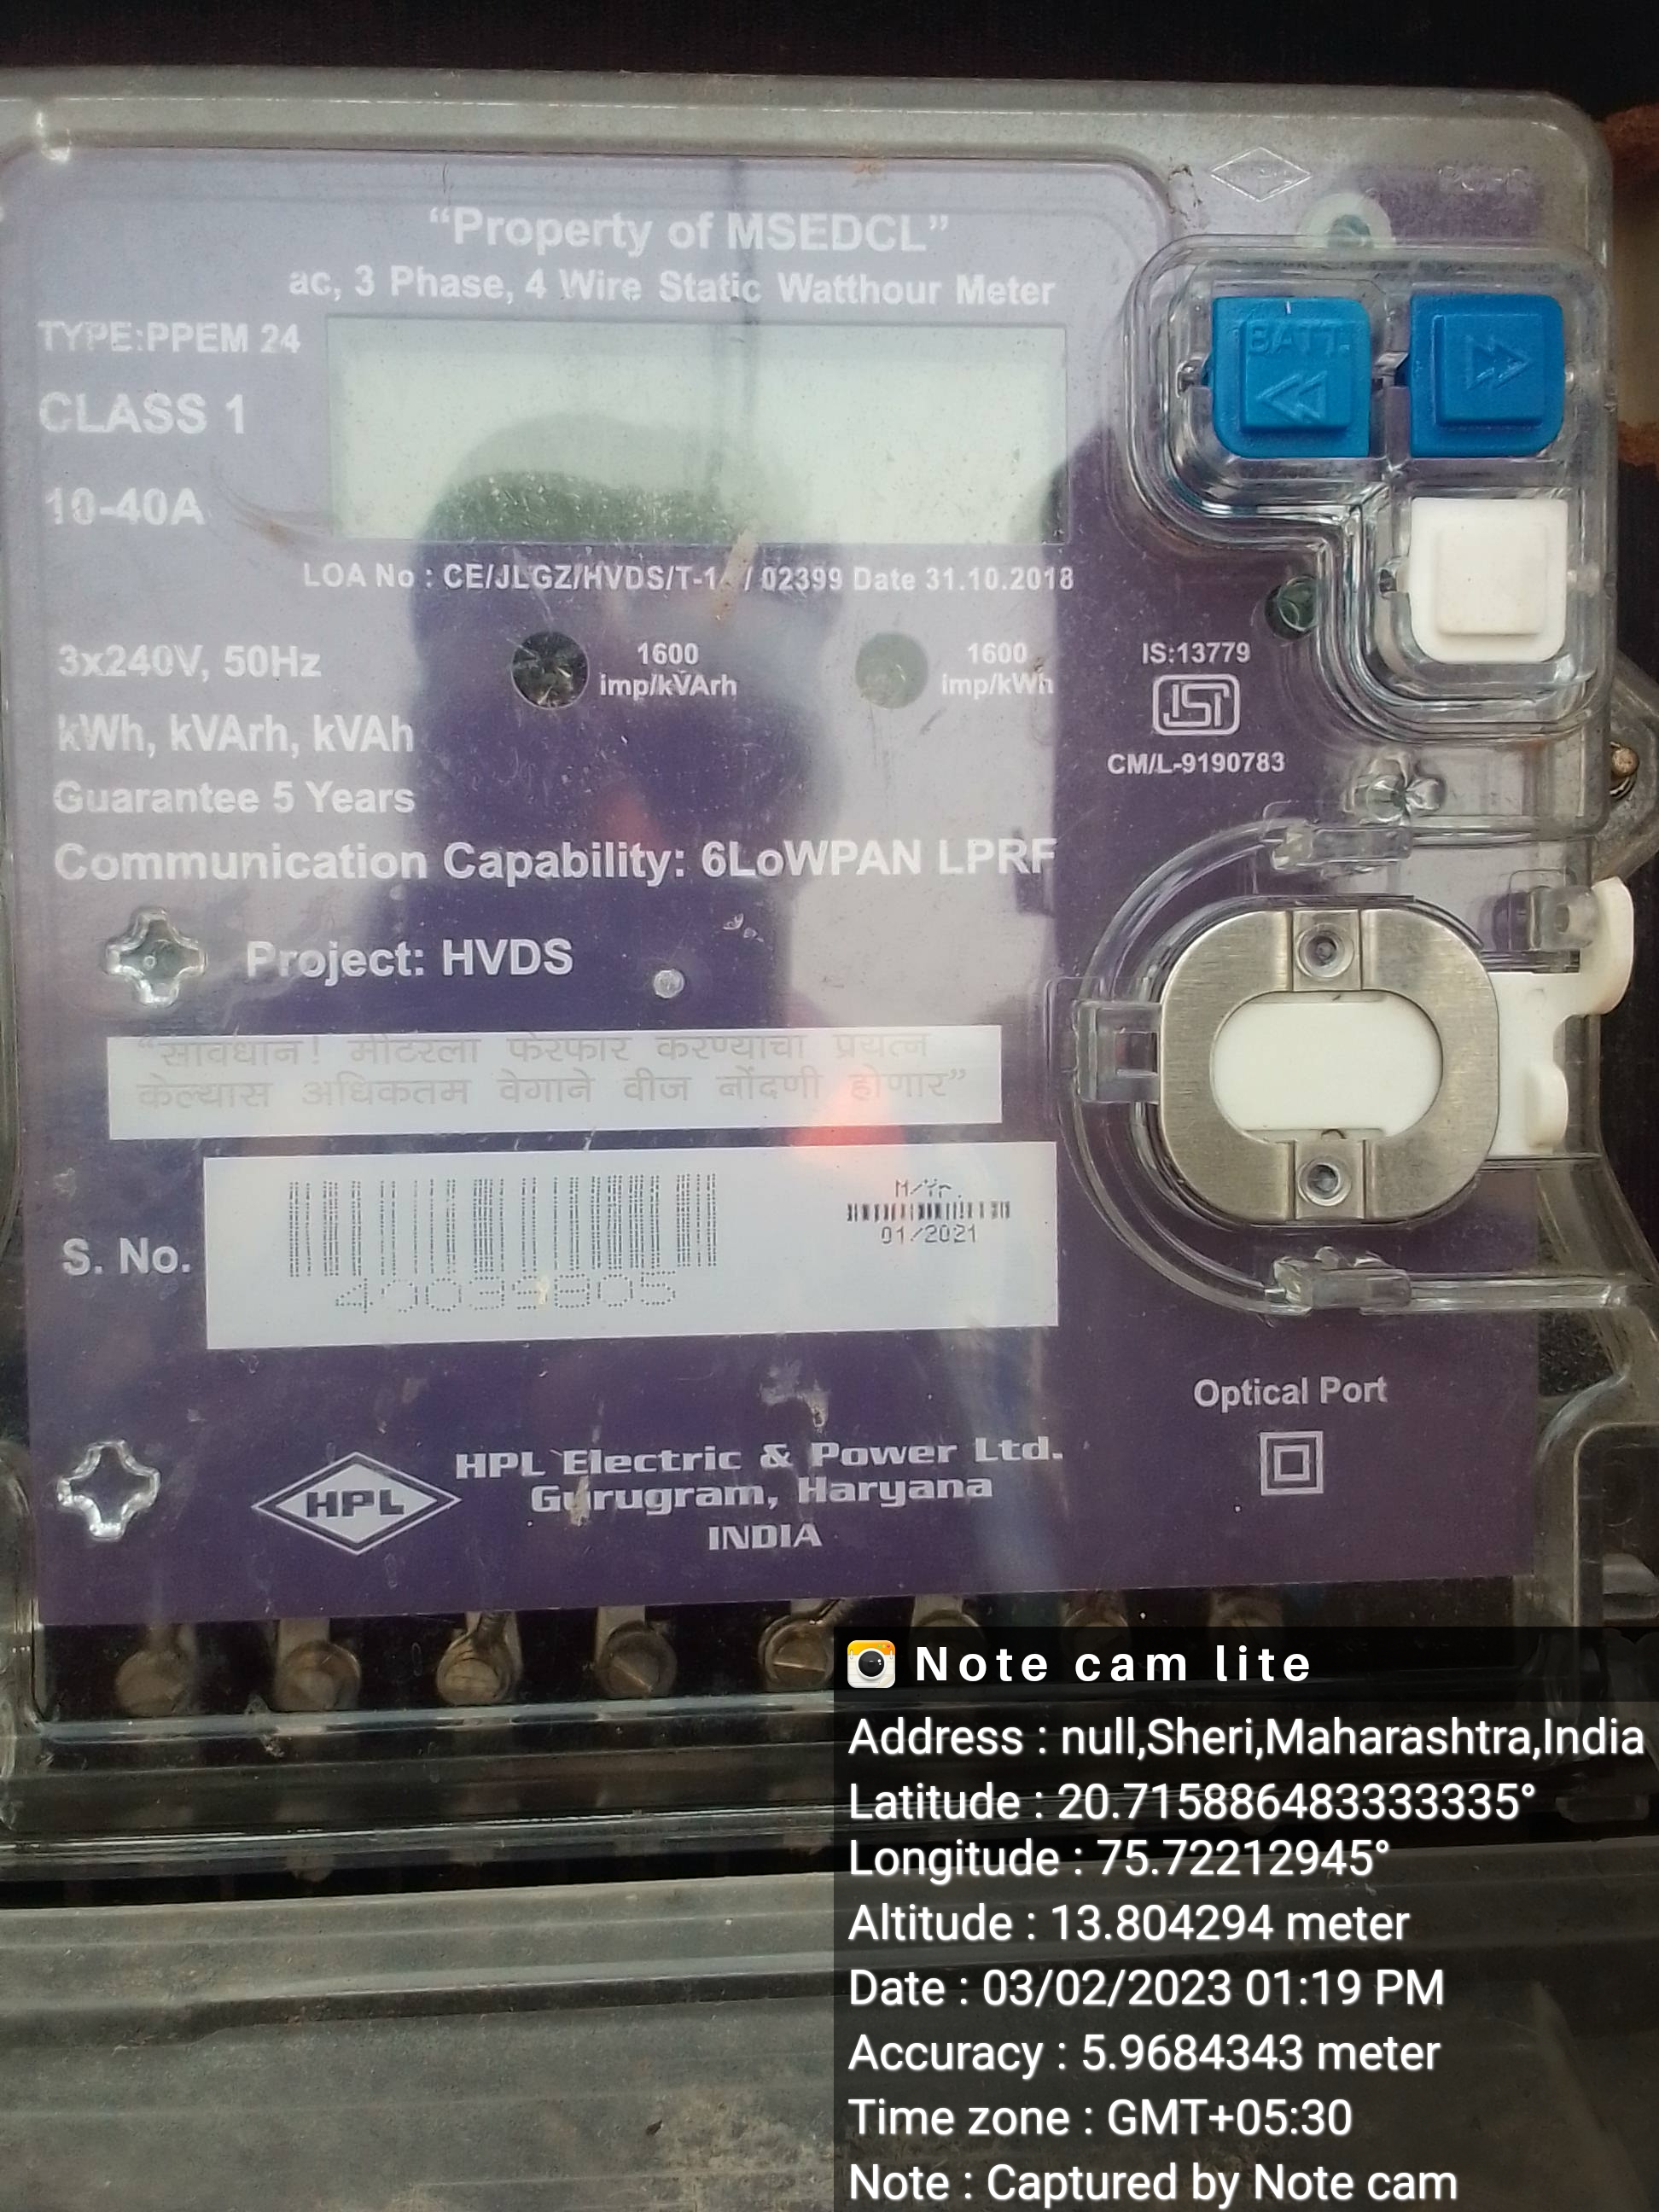 “Property of MSEDCL”
ac, 3 Phase, 4 Wire Static Watthour Meter
TYPE:PPEM 24
CLASS 1
10-40A
BATT.
LOA No : CE/JLGZ/HVDS/T-1 / 02399 Date 31.10.2018
3x240V, 50Hz
1600
imp/kVArh
1600
imp/kWh
IS:13779
ISI
CM/L-9190783
kWh, kVArh, kVAh
Guarantee 5 Years
Communication Capability: 6LoWPAN LPRF
Project: HVDS
“सावधान! मीटरला फेरफार करण्याचा प्रयत्न
केल्यास अधिकतम वेगाने वीज नोंदणी होणार”
M/Yr.
01/2021
S. No.
40039805
Optical Port
HPL
HPL Electric & Power Ltd.
Gurugram, Haryana
INDIA
Note cam lite
Address : null,Sheri,Maharashtra,India
Latitude : 20.715886483333335°
Longitude : 75.72212945°
Altitude : 13.804294 meter
Date : 03/02/2023 01:19 PM
Accuracy : 5.9684343 meter
Time zone : GMT+05:30
Note : Captured by Note cam